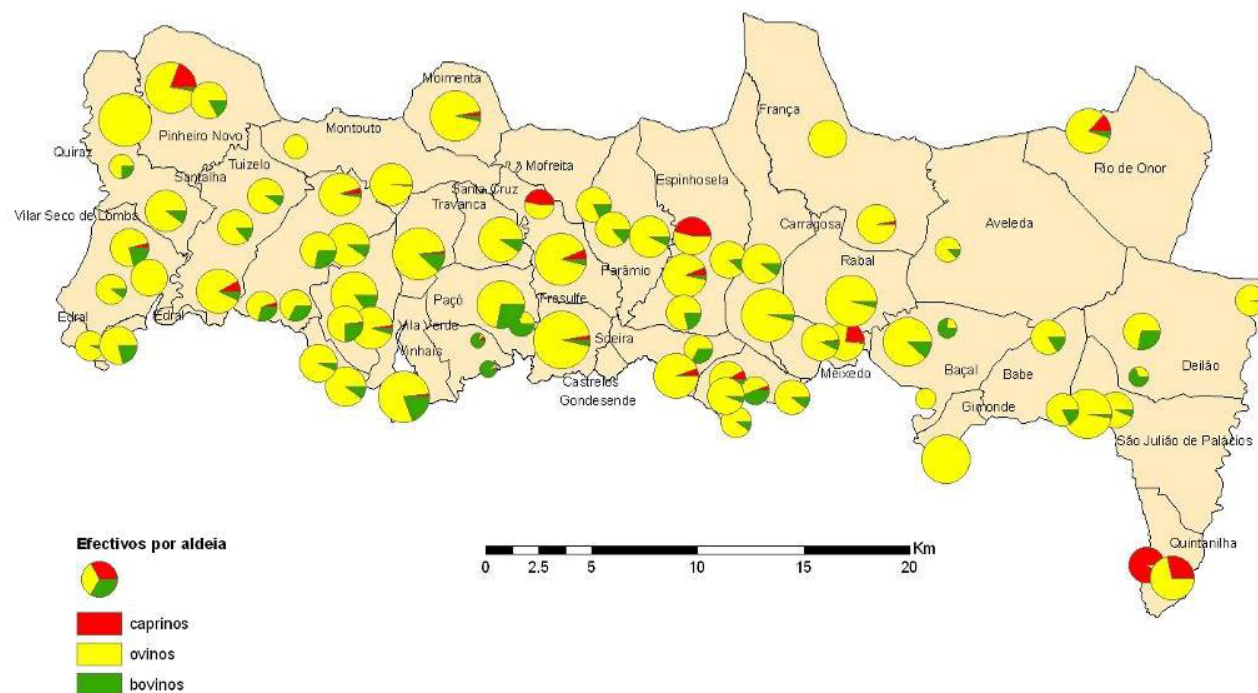 Moimenta
França
Montouto
Pinheiro Novo
Quiraz
Tuizelo
Mofreita
Rio de Onor
Santalha
Santa Cruz
Espinhosela
Travanca
Vilar Seco de Lomba
Carragosa
Aveleda
Rabal
Parâmio
Paçó
Fresulfe
Edral
Edral
Vila Verde
Soeira
Vinhais
Meixedo
Baçal
Babe
Deilão
Castrelos
Gondesende
Gimonde
São Julião de Palácios
Quintanilha
Efectivos por aldeia
Km
0 2.5 5 10 15 20
caprinos
ovinos
bovinos